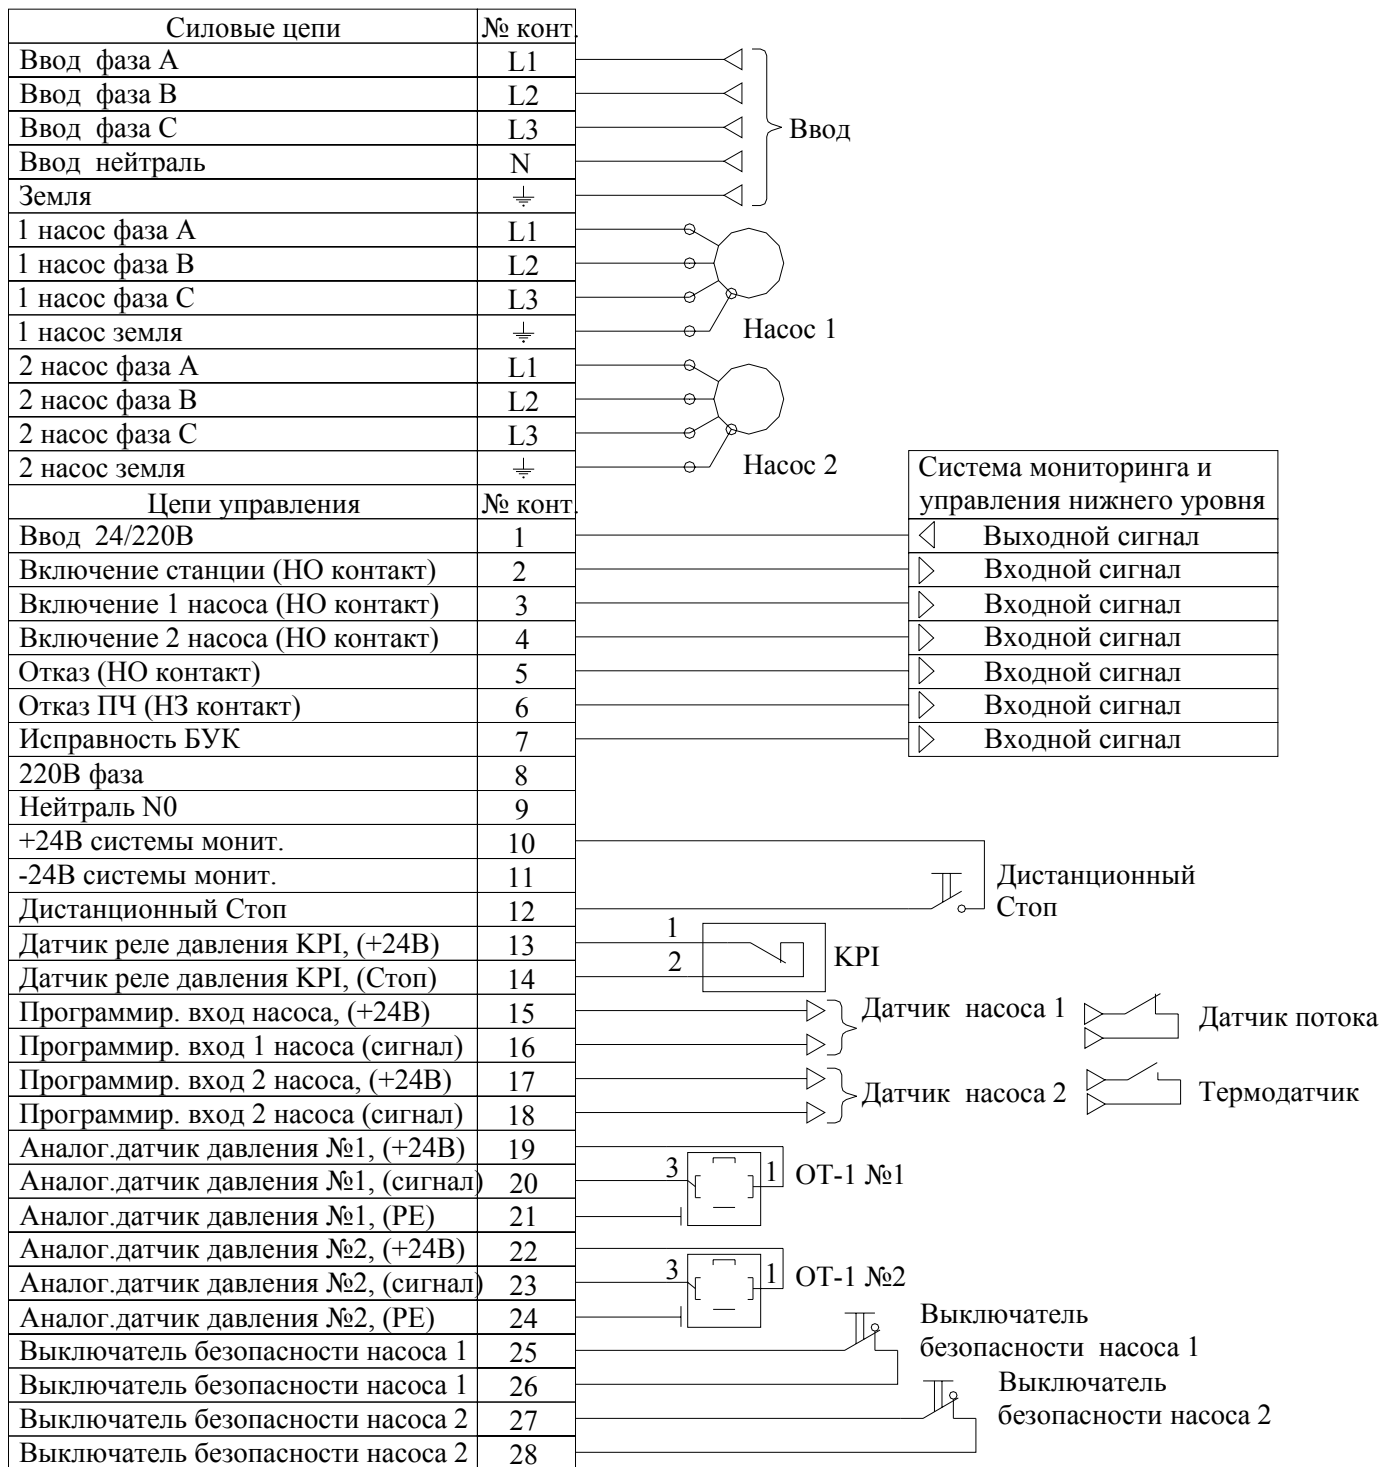 Силовые цепи № конт.
Ввод фаза А L1
Ввод фаза В L2
Ввод фаза С L3
Ввод нейтраль N
Земля
Ввод
1 насос фаза А L1
1 насос фаза В L2
1 насос фаза С L3
1 насос земля
Насос 1
2 насос фаза А L1
2 насос фаза В L2
2 насос фаза С L3
2 насос земля
Насос 2
Цепи управления № конт.
Система мониторинга и
управления нижнего уровня
Ввод 24/220В 1 Выходной сигнал
Включение станции (НО контакт) 2 Входной сигнал
Включение 1 насоса (НО контакт) 3 Входной сигнал
Включение 2 насоса (НО контакт) 4 Входной сигнал
Отказ (НО контакт) 5 Входной сигнал
Отказ ПЧ (НЗ контакт) 6 Входной сигнал
Исправность БУК 7 Входной сигнал
220В фаза 8
Нейтраль N0 9
+24В системы монит. 10
-24В системы монит. 11
Дистанционный Стоп 12
Дистанционный
Стоп
Датчик реле давления KPI, (+24В) 13 1
Датчик реле давления KPI, (Стоп) 14 2
KPI
Программир. вход насоса, (+24В) 15
Программир. вход 1 насоса (сигнал) 16
Датчик насоса 1
Датчик потока
Программир. вход 2 насоса, (+24В) 17
Программир. вход 2 насоса (сигнал) 18
Датчик насоса 2
Термодатчик
Аналог.датчик давления №1, (+24В) 19
Аналог.датчик давления №1, (сигнал) 20 3 1 ОТ-1 №1
Аналог.датчик давления №1, (РЕ) 21
Аналог.датчик давления №2, (+24В) 22
Аналог.датчик давления №2, (сигнал) 23 3 1 ОТ-1 №2
Аналог.датчик давления №2, (РЕ) 24
Выключатель безопасности насоса 1 25
Выключатель безопасности насоса 1 26
Выключатель
безопасности насоса 1
Выключатель безопасности насоса 2 27
Выключатель безопасности насоса 2 28
Выключатель
безопасности насоса 2